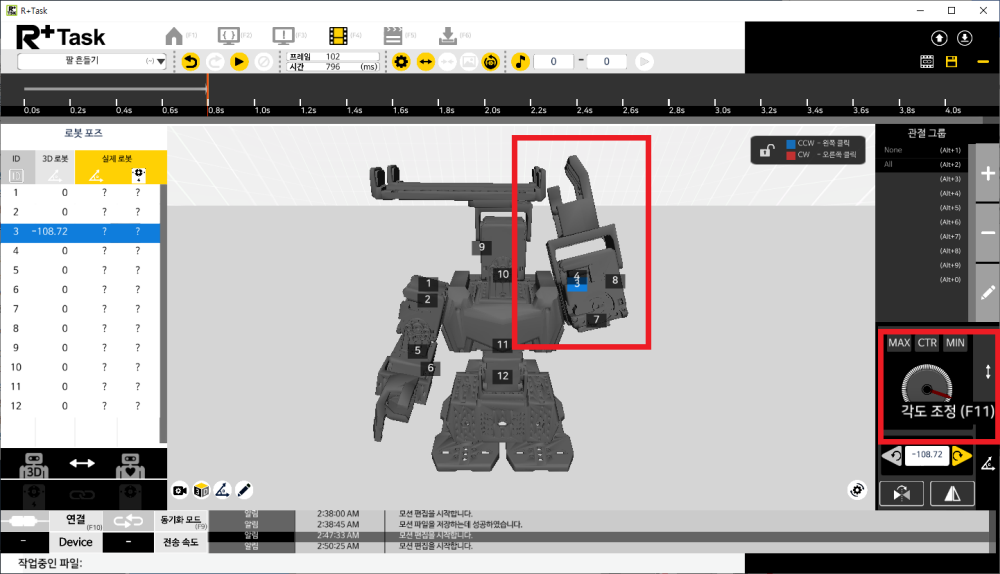 R+Task
R+Task
(F1) (F2) (F3) (F4) (F5) (F6)
팔 흔들기 (-)
프레임 102
시간 796 (ms)
0 - 0
0.0s 0.2s 0.4s 0.6s 0.8s 1.0s 1.2s 1.4s 1.6s 1.8s 2.0s 2.2s 2.4s 2.6s 2.8s 3.0s 3.2s 3.4s 3.6s 3.8s 4.0s
로봇 포즈
ID 3D 로봇 실제 로봇
1 0 ? ?
2 0 ? ?
3 -108.72 ? ?
4 0 ? ?
5 0 ? ?
6 0 ? ?
7 0 ? ?
8 0 ? ?
9 0 ? ?
10 0 ? ?
11 0 ? ?
12 0 ? ?
3D
CCW - 왼쪽 클릭
CW - 오른쪽 클릭
9
10
4
3
8
1
2
7
11
5
6
12
관절 그룹
None (Alt+1)
All (Alt+2)
(Alt+3)
(Alt+4)
(Alt+5)
(Alt+6)
(Alt+7)
(Alt+8)
(Alt+9)
(Alt+0)
MAX CTR MIN
각도 조정 (F11)
-108.72
연결 (F10)
동기화 모드 (F9)
- Device - 전송 속도
알림 2:38:00 AM 모션 편집을 시작합니다.
알림 2:38:45 AM 모션 파일을 저장하는데 성공하였습니다.
알림 2:47:33 AM 모션 편집을 시작합니다.
알림 2:50:25 AM 모션 편집을 시작합니다.
작업중인 파일: